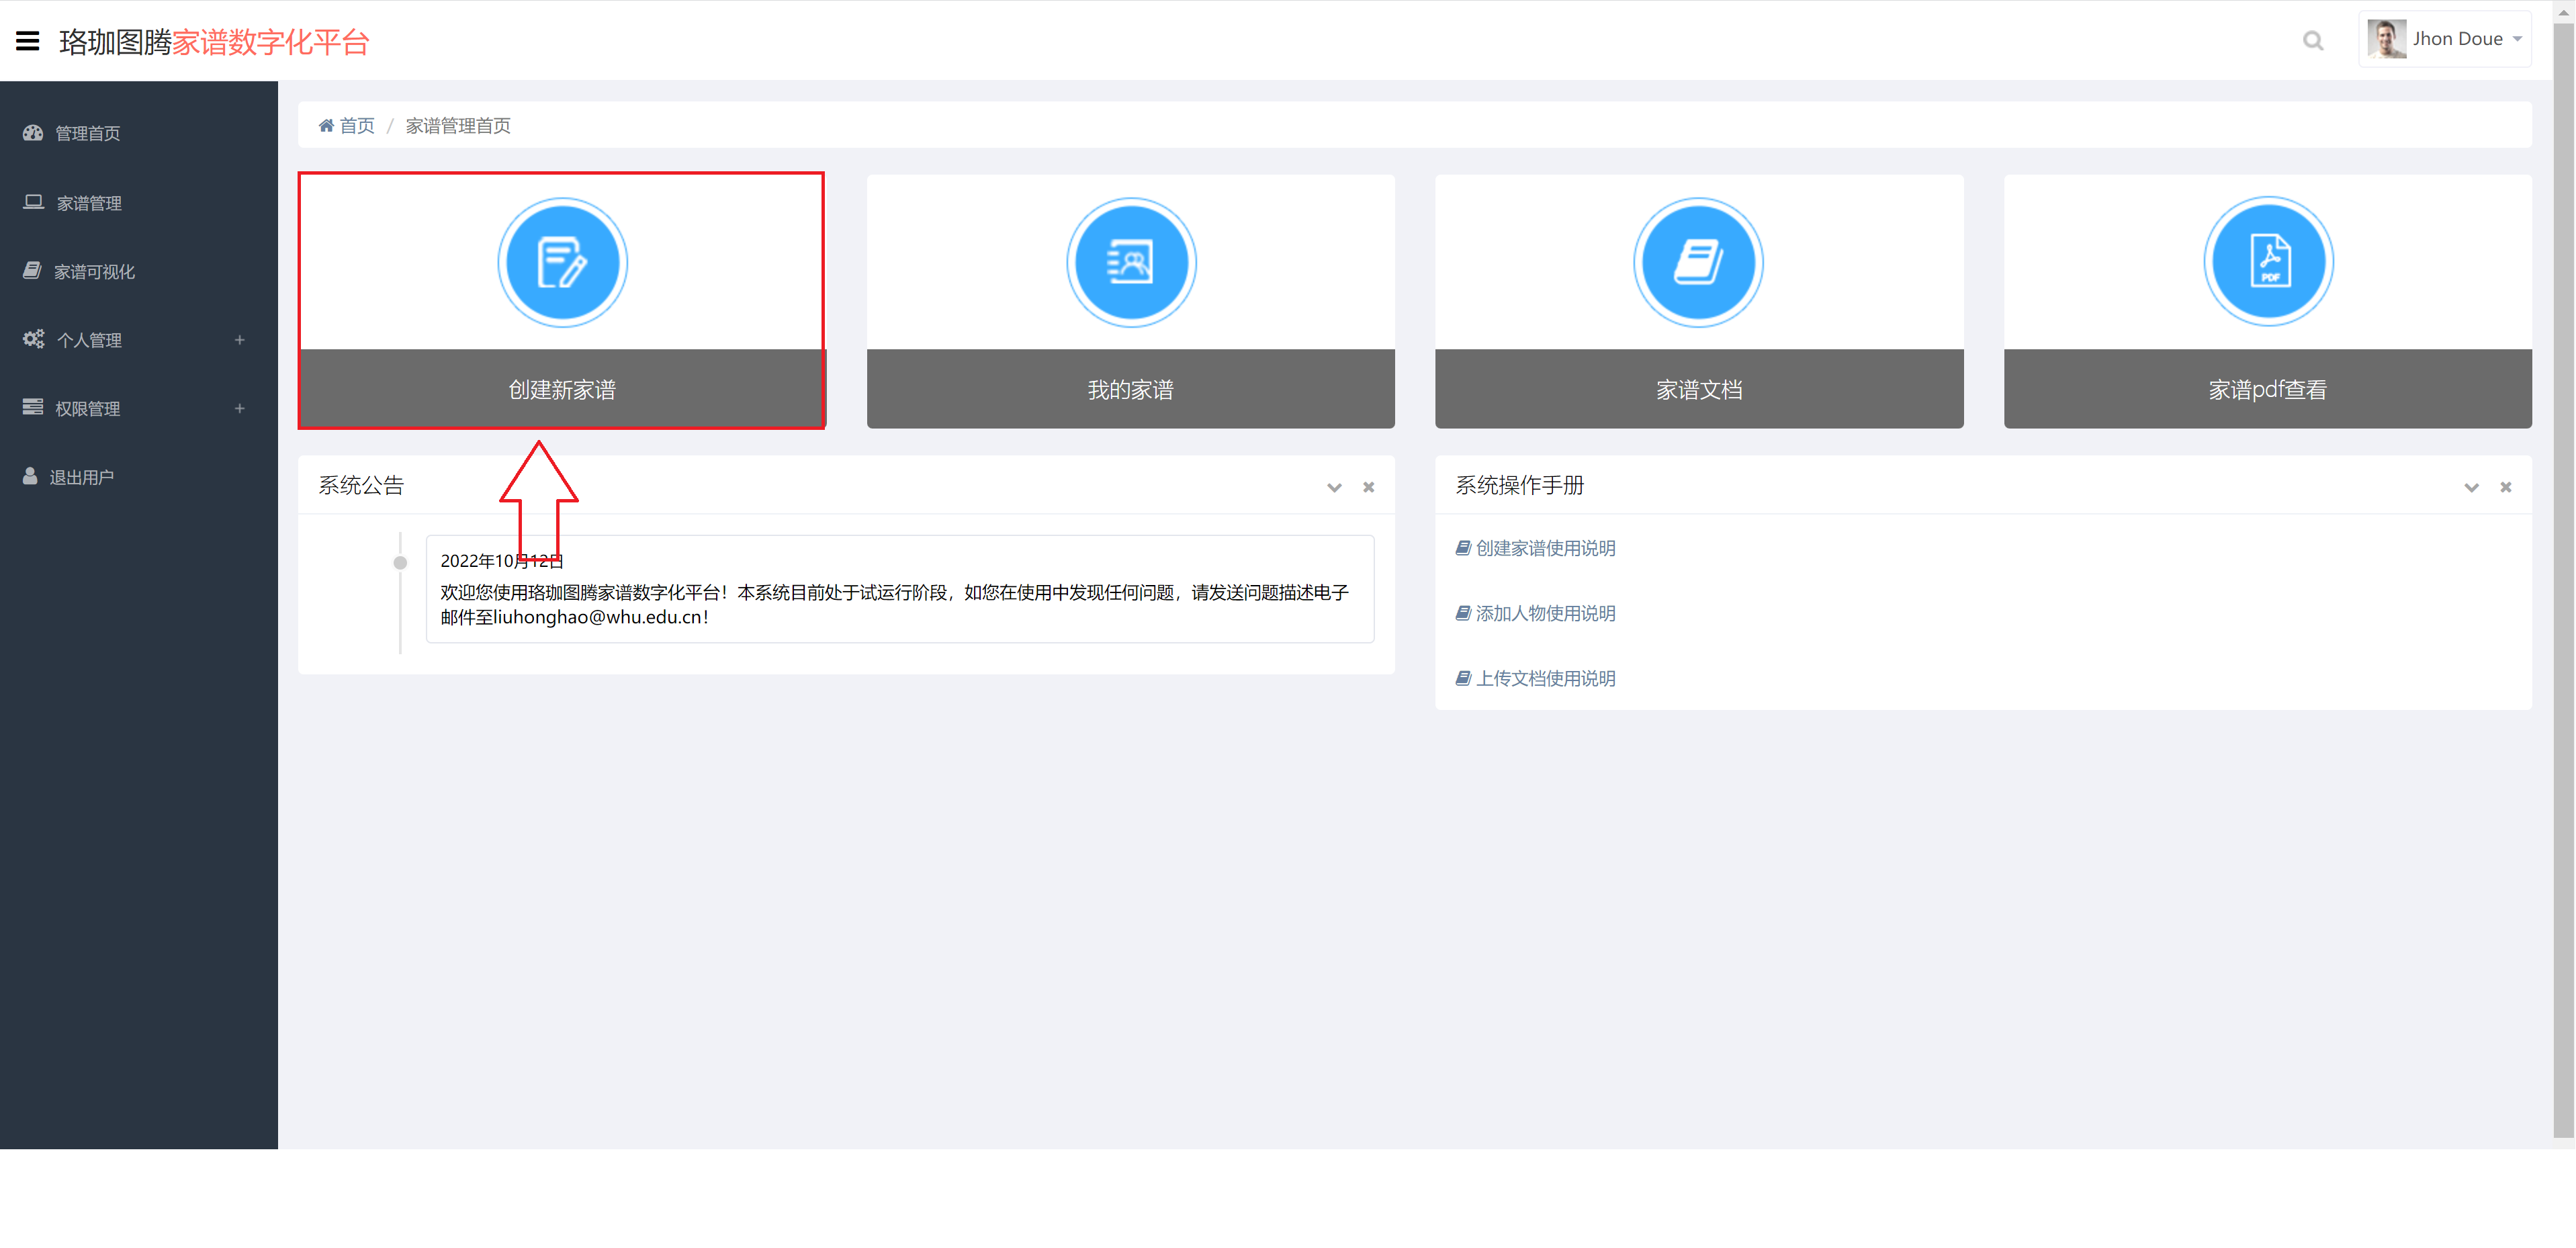 珞珈图腾家谱数字化平台
Jhon Doue
管理首页
家谱管理
家谱可视化
个人管理 +
权限管理 +
退出用户
首页 / 家谱管理首页
创建新家谱
我的家谱
家谱文档
PDF
家谱pdf查看
系统公告
2022年10月12日
欢迎您使用珞珈图腾家谱数字化平台！本系统目前处于试运行阶段，如您在使用中发现任何问题，请发送问题描述电子
邮件至liuhonghao@whu.edu.cn！
系统操作手册
创建家谱使用说明
添加人物使用说明
上传文档使用说明